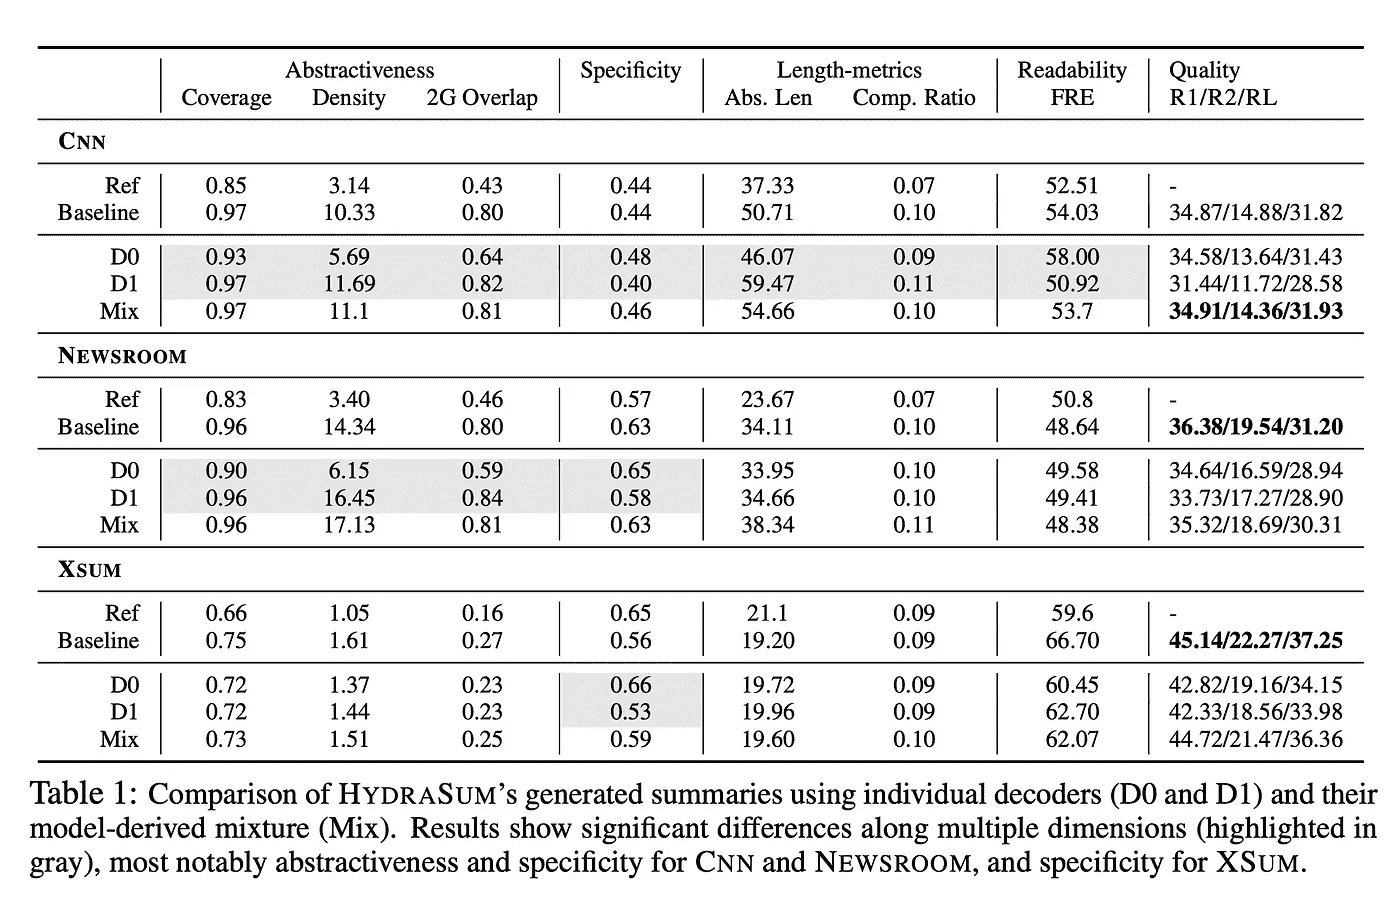 Abstractiveness Specificity Length-metrics Readability Quality
Coverage Density 2G Overlap Abs. Len Comp. Ratio FRE R1/R2/RL
CNN
Ref 0.85 3.14 0.43 0.44 37.33 0.07 52.51 -
Baseline 0.97 10.33 0.80 0.44 50.71 0.10 54.03 34.87/14.88/31.82
D0 0.93 5.69 0.64 0.48 46.07 0.09 58.00 34.58/13.64/31.43
D1 0.97 11.69 0.82 0.40 59.47 0.11 50.92 31.44/11.72/28.58
Mix 0.97 11.1 0.81 0.46 54.66 0.10 53.7 34.91/14.36/31.93
NEWSROOM
Ref 0.83 3.40 0.46 0.57 23.67 0.07 50.8 -
Baseline 0.96 14.34 0.80 0.63 34.11 0.10 48.64 36.38/19.54/31.20
D0 0.90 6.15 0.59 0.65 33.95 0.10 49.58 34.64/16.59/28.94
D1 0.96 16.45 0.84 0.58 34.66 0.10 49.41 33.73/17.27/28.90
Mix 0.96 17.13 0.81 0.63 38.34 0.11 48.38 35.32/18.69/30.31
XSUM
Ref 0.66 1.05 0.16 0.65 21.1 0.09 59.6 -
Baseline 0.75 1.61 0.27 0.56 19.20 0.09 66.70 45.14/22.27/37.25
D0 0.72 1.37 0.23 0.66 19.72 0.09 60.45 42.82/19.16/34.15
D1 0.72 1.44 0.23 0.53 19.96 0.09 62.70 42.33/18.56/33.98
Mix 0.73 1.51 0.25 0.59 19.60 0.10 62.07 44.72/21.47/36.36
Table 1: Comparison of HYDRASUM's generated summaries using individual decoders (D0 and D1) and their
model-derived mixture (Mix). Results show significant differences along multiple dimensions (highlighted in
gray), most notably abstractiveness and specificity for CNN and NEWSROOM, and specificity for XSUM.